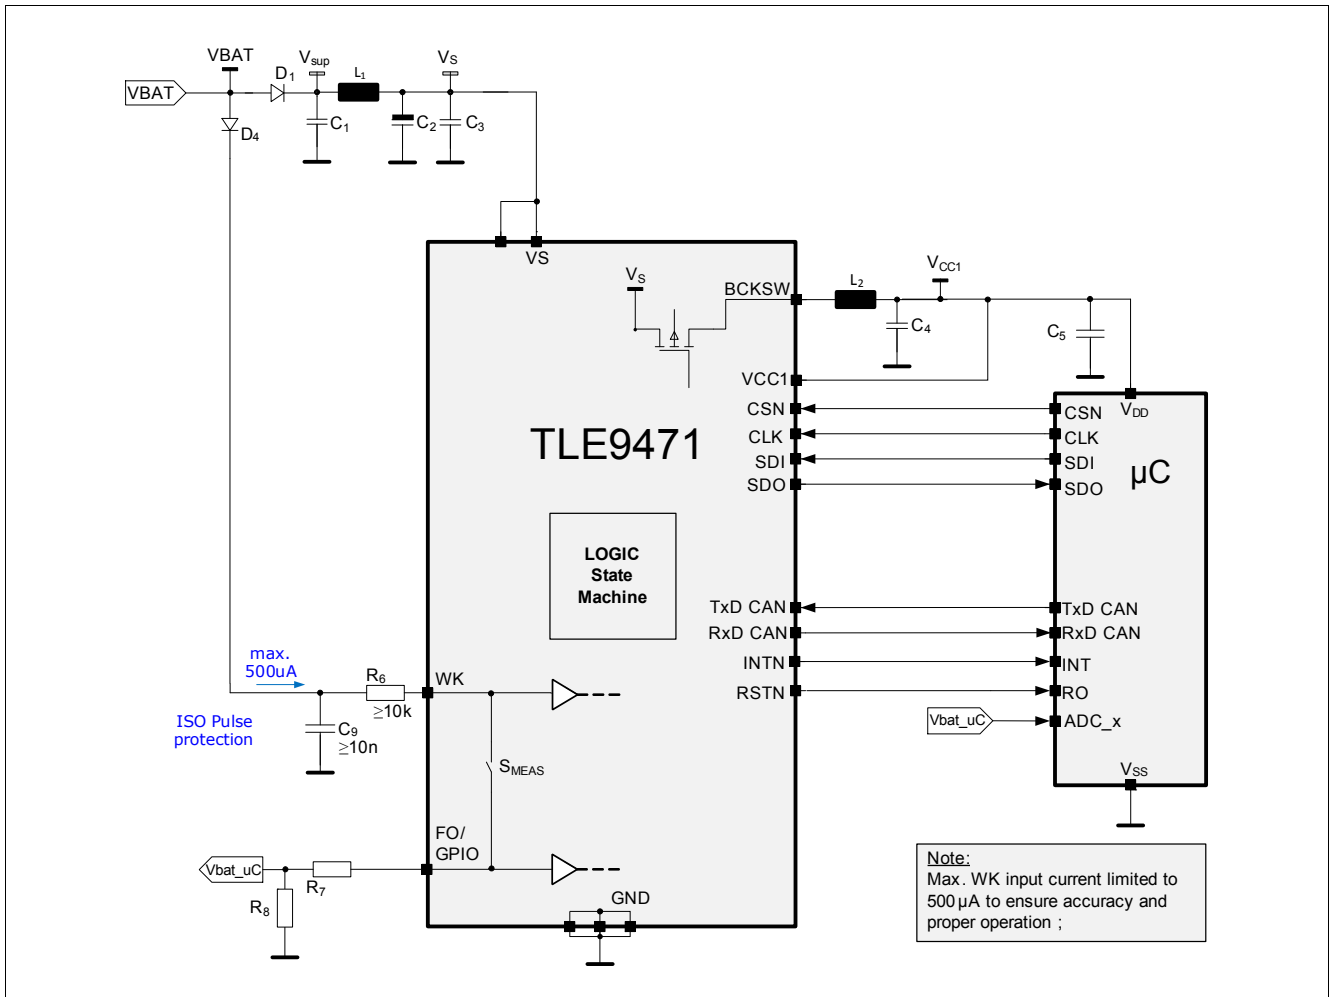 VBAT
VBAT
D1
Vsup
L1
VS
D4
C1
C2
C3
VS
VS
BCKSW
L2
VCC1
C4
C5
VCC1
CSN
CLK
SDI
SDO
TLE9471
CSN
VDD
CLK
SDI
SDO
µC
LOGIC
State
Machine
TxD CAN
RxD CAN
INTN
RSTN
TxD CAN
RxD CAN
INT
RO
Vbat_uC
ADC_x
VSS
max.
500uA
R6
≥10k
WK
ISO Pulse
protection
C9
≥10n
SMEAS
FO/
GPIO
Vbat_uC
R7
R8
GND
Note:
Max. WK input current limited to
500 µA to ensure accuracy and
proper operation ;